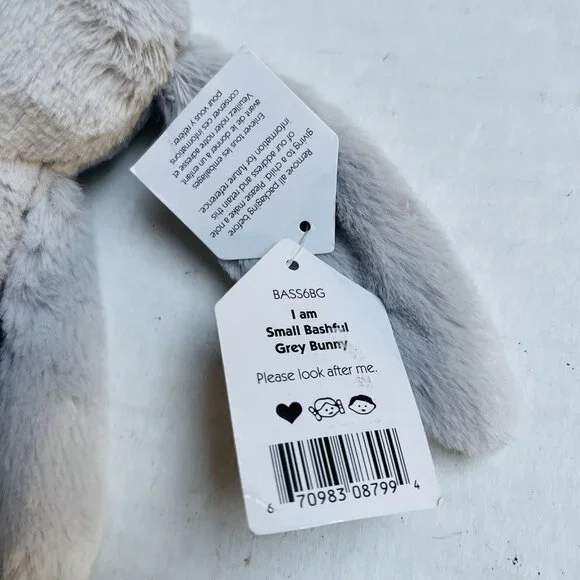 Remove all packaging before
giving to a child. Please make a note
of our address and retain this
information for future reference.
Enlever tous les emballages
avant de le donner à un enfant.
Veuillez noter notre adresse et
conserver ces informations
pour vous y référer.
BASS6BG
I am
Small Bashful
Grey Bunny
Please look after me.
6 70983 08799 4